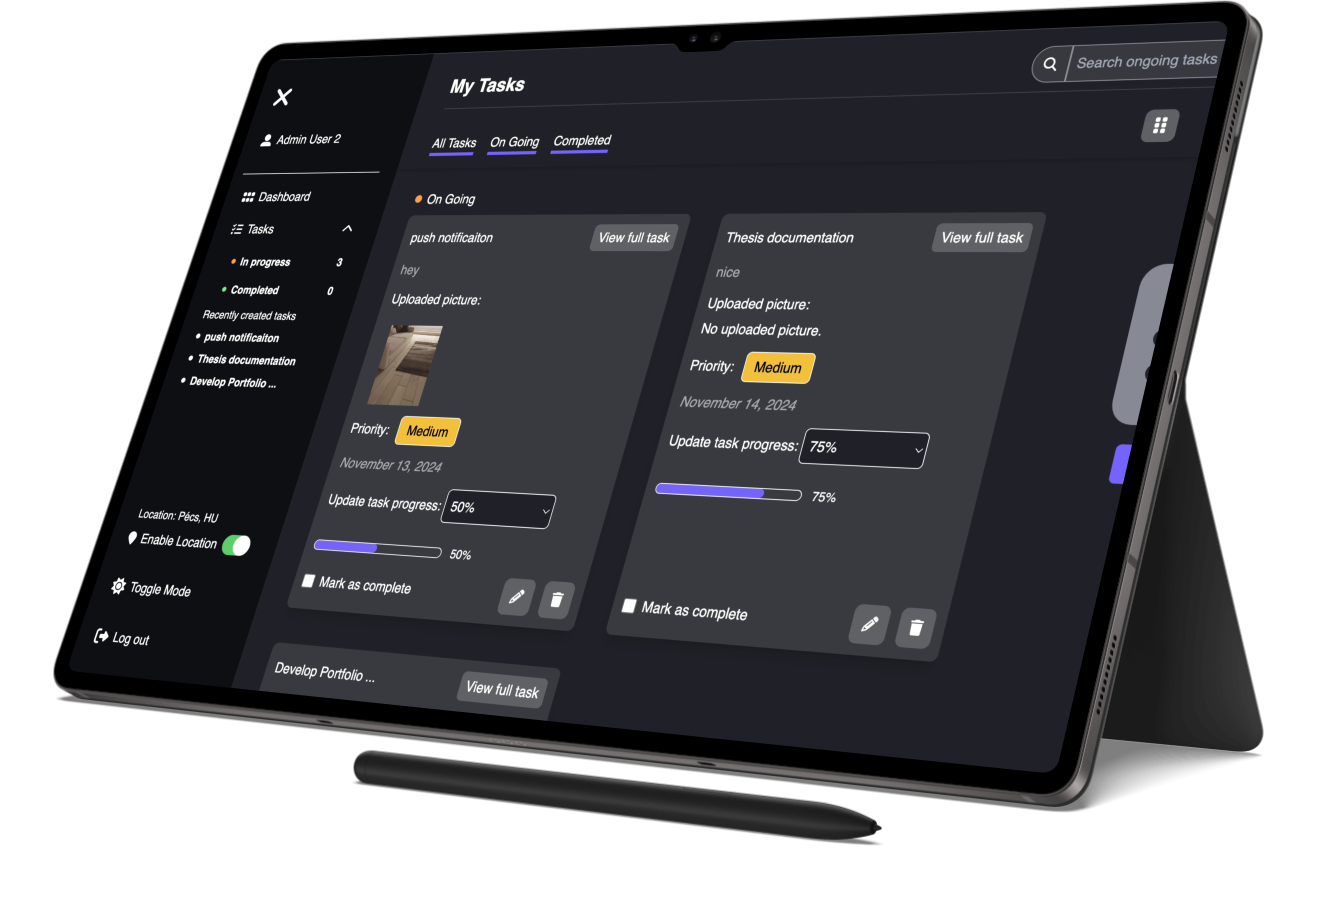 Admin User 2
Dashboard
Tasks
In progress 3
Completed 0
Recently created tasks
push notificaiton
Thesis documentation
Develop Portfolio ...
Location: Pécs, HU
Enable Location
Toggle Mode
Log out
My Tasks
Search ongoing tasks
All Tasks On Going Completed
On Going
push notificaiton View full task
hey
Uploaded picture:
Priority: Medium
November 13, 2024
Update task progress: 50%
50%
Mark as complete
Thesis documentation View full task
nice
Uploaded picture:
No uploaded picture.
Priority: Medium
November 14, 2024
Update task progress: 75%
75%
Mark as complete
Develop Portfolio ... View full task